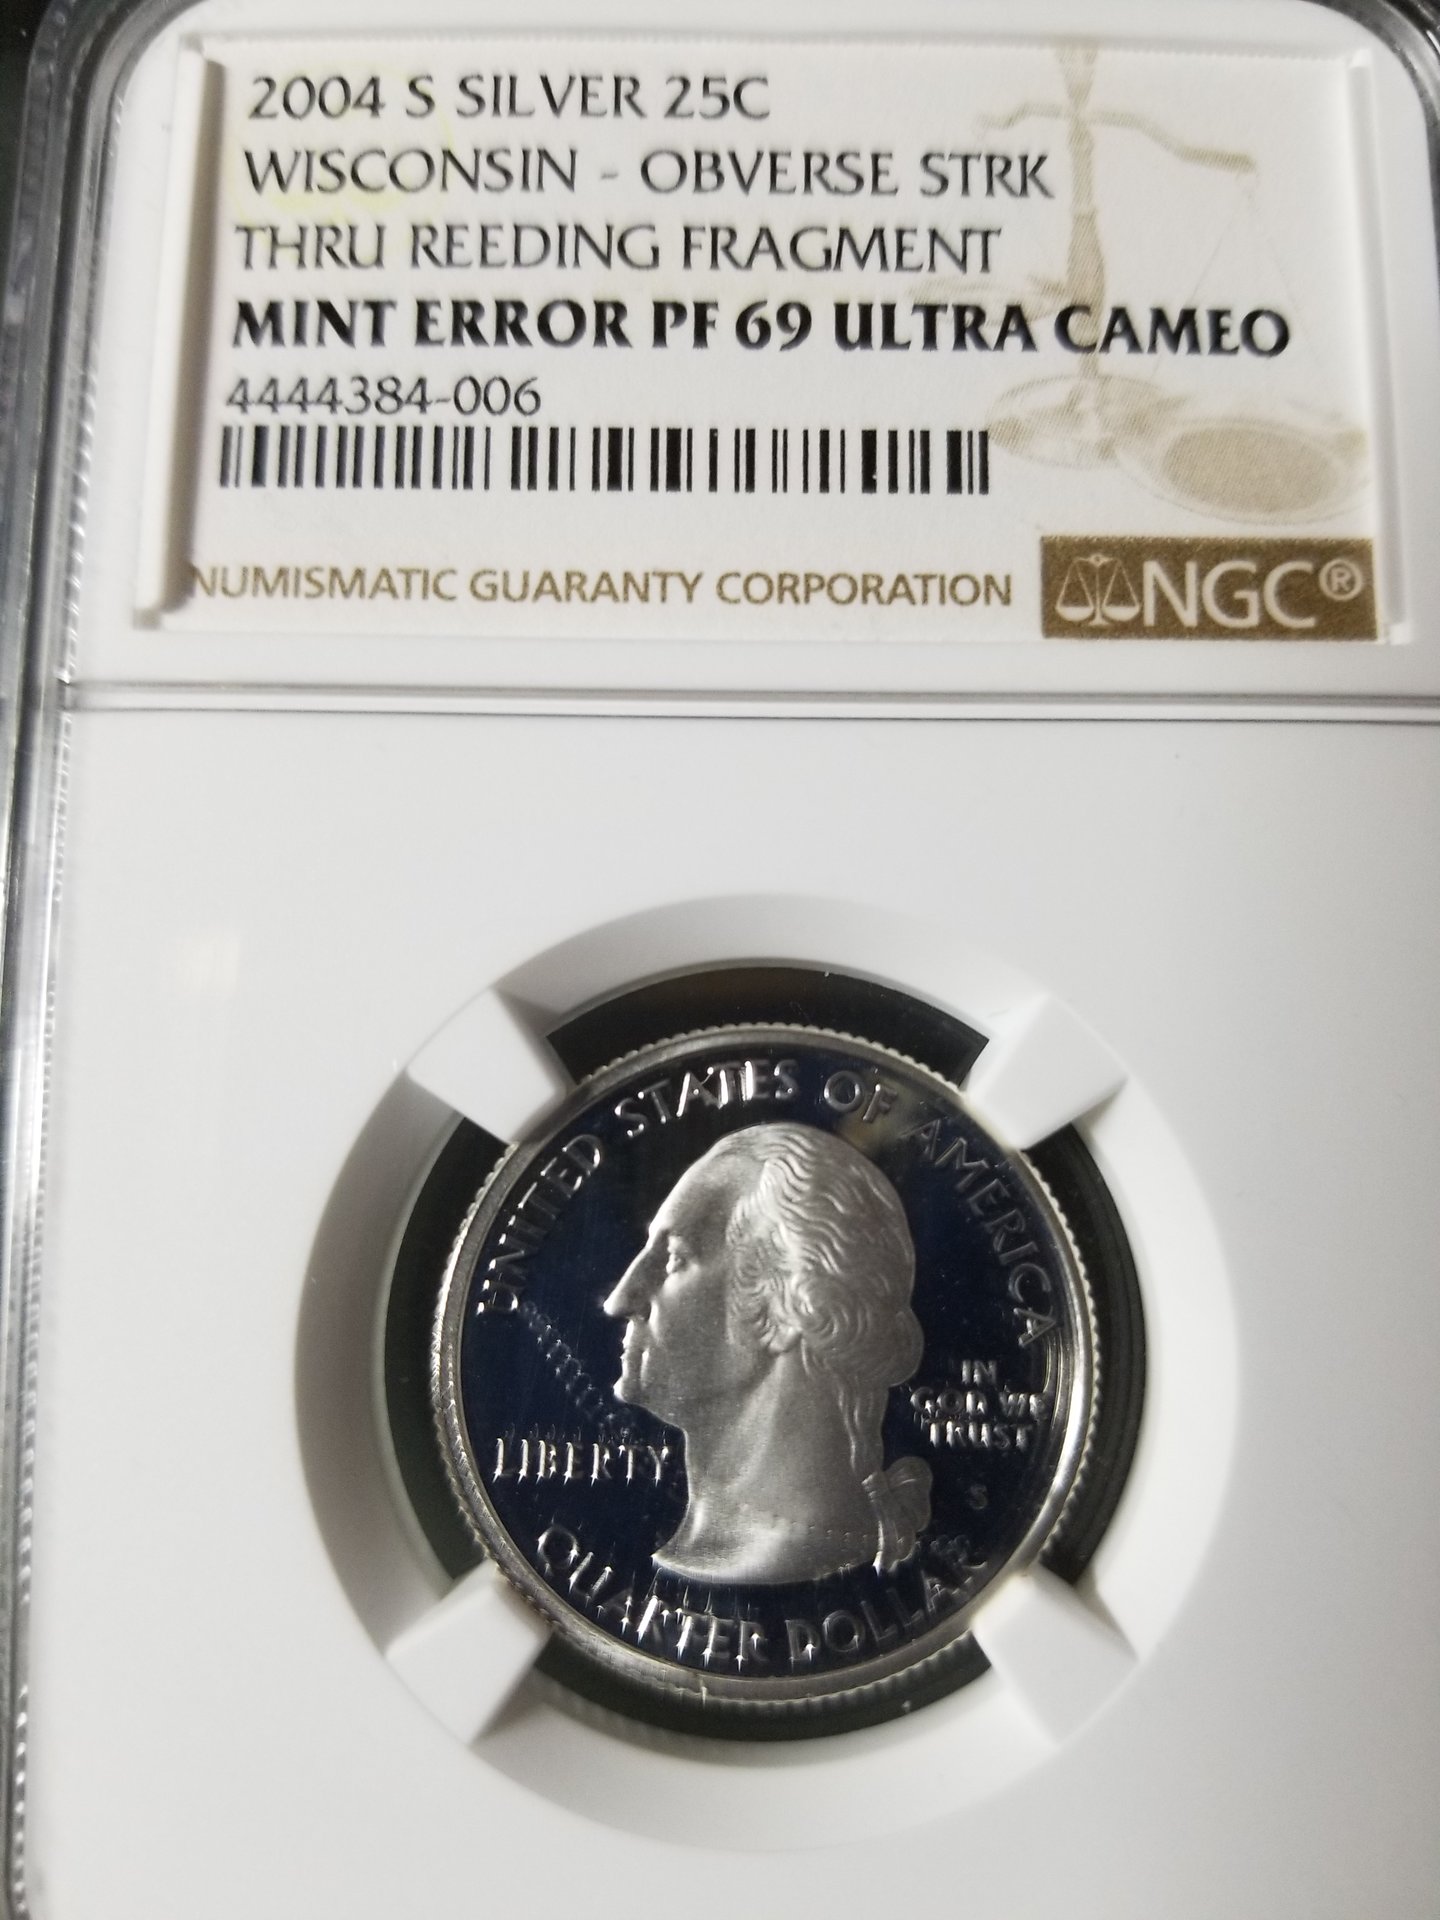 2004 S SILVER 25C
WISCONSIN - OBVERSE STRK
THRU REEDING FRAGMENT
MINT ERROR PF 69 ULTRA CAMEO
4444384-006
NUMISMATIC GUARANTY CORPORATION NGC®
UNITED STATES OF AMERICA
LIBERTY
IN
GOD WE
TRUST
S
QUARTER DOLLAR